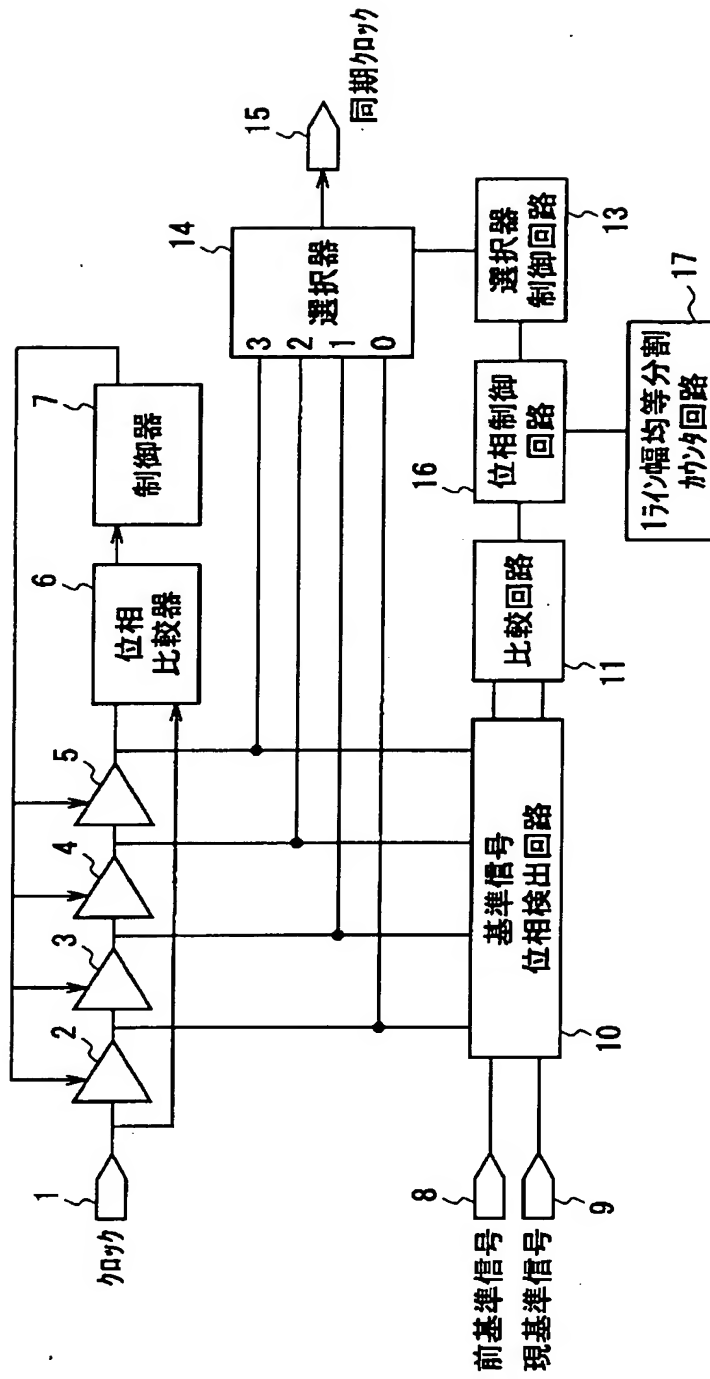 1
クロック
2
3
4
5
6
位相
比較器
7
制御器
14
選択器
3
2
1
0
15
同期クロック
8
前基準信号
9
現基準信号
10
基準信号
位相検出回路
11
比較回路
16
位相制御
回路
13
選択器
制御回路
17
1ライン幅均等分割
カウンタ回路